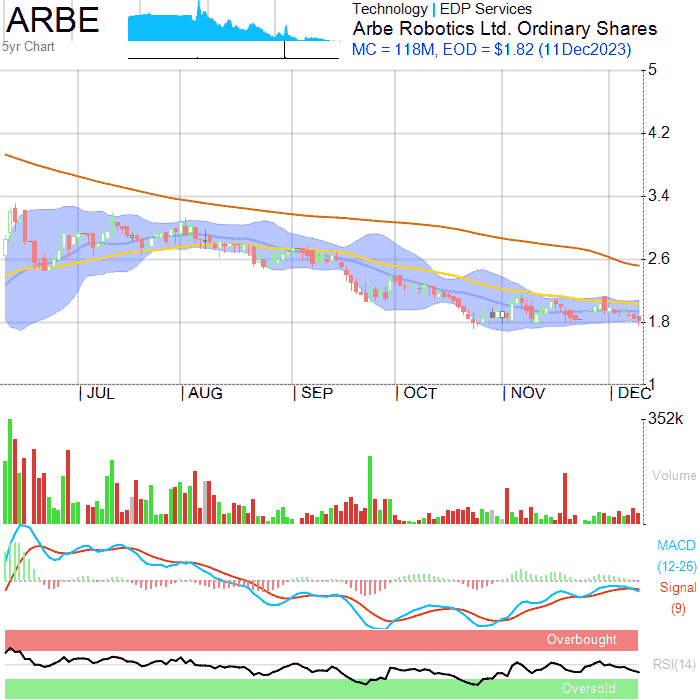 ARBE
5yr Chart
Technology | EDP Services
Arbe Robotics Ltd. Ordinary Shares
MC = 118M, EOD = $1.82 (11Dec2023)
5
4.2
3.4
2.6
1.8
1
| JUL | AUG | SEP | OCT | NOV | DEC
352k
Volume
MACD
(12-26)
Signal
(9)
Overbought
RSI(14)
Oversold